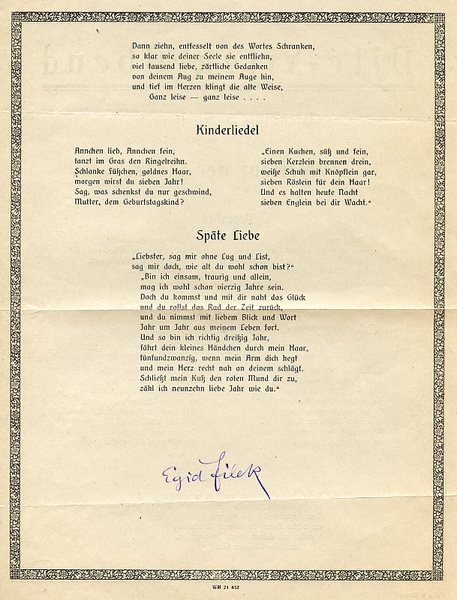 Dann ziehn, entfesselt von des Wortes Schranken,
so klar wie deiner Seele sie entfliehn,
viel tausend liebe, zärtliche Gedanken
von deinem Aug zu meinem Auge hin,
und tief im Herzen klingt die alte Weise,
Ganz leise — ganz leise . . . .
Kinderliedel
Annchen lieb, Annchen fein,
tanzt im Gras den Ringelreihn.
Schlanke Füßchen, goldnes Haar,
morgen wirst du sieben Jahr!
Sag, was schenkst du nur geschwind,
Mutter, dem Geburtstagskind?
„Einen Kuchen, süß und fein,
sieben Kerzlein brennen drein,
weiße Schuh mit Knöpflein gar,
sieben Röslein für dein Haar!
Und es halten heute Nacht
sieben Englein bei dir Wacht.“
Späte Liebe
„Liebster, sag mir ohne Lug und List,
sag mir doch, wie alt du wohl schon bist?“
„Bin ich einsam, traurig und allein,
mag ich wohl schon vierzig Jahre sein.
Doch du kommst und mit dir naht das Glück
und du rollst das Rad der Zeit zurück,
und du nimmst mit liebem Blick und Wort
Jahr um Jahr aus meinem Leben fort.
Und so bin ich richtig dreißig Jahr,
fährt dein kleines Händchen durch mein Haar,
fünfundzwanzig, wenn mein Arm dich hegt
und mein Herz recht nah an deinem schlägt.
Schließt mein Kuß den roten Mund dir zu,
zähl ich neunzehn liebe Jahr wie du.“
Egid Filek
WH 21 632